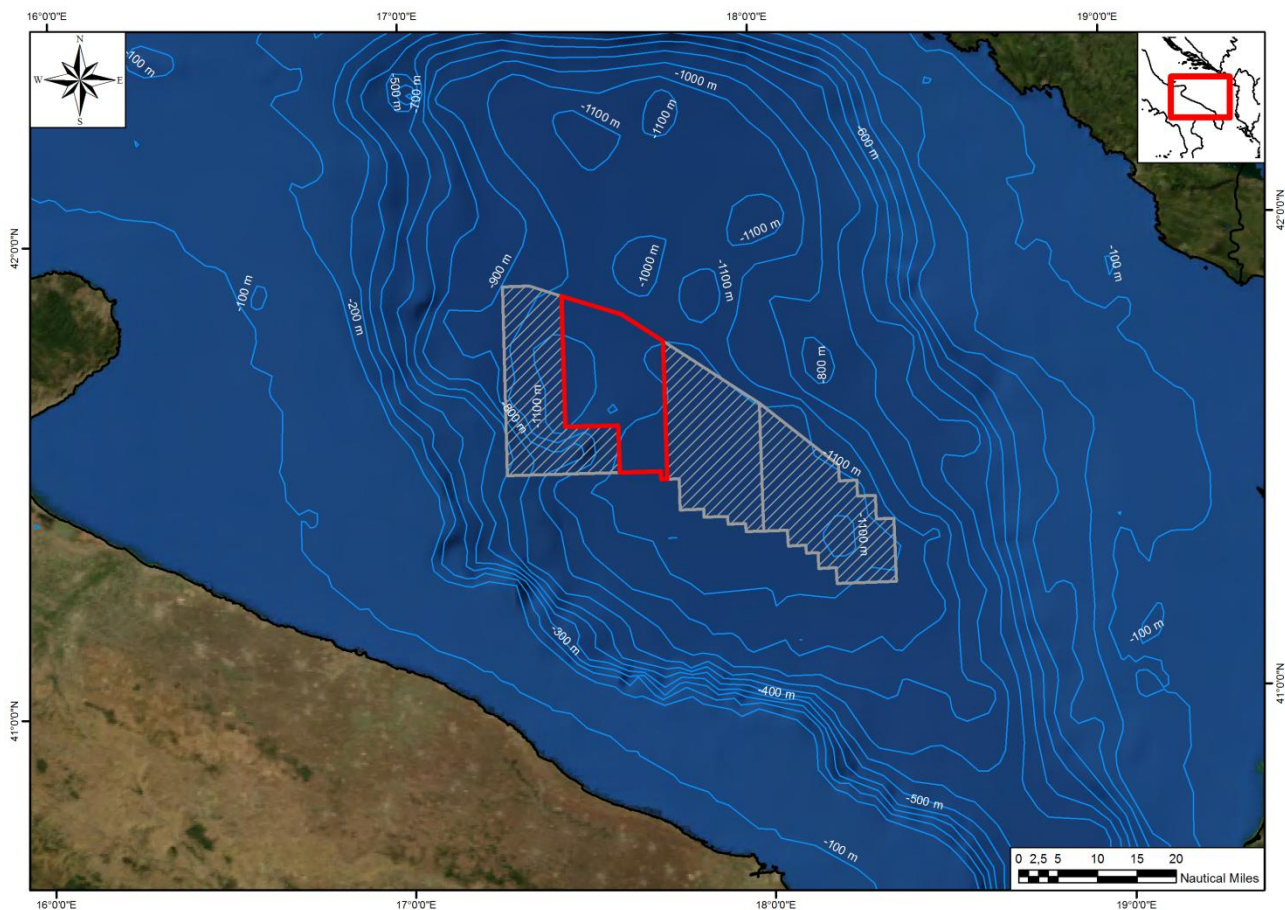 16°0'0"E
17°0'0"E
18°0'0"E
19°0'0"E
N
W
E
S
-100 m
-500 m
-700 m
-1000 m
-1100 m
-1100 m
-600 m
42°0'0"N
42°0'0"N
-1100 m
-100 m
-900 m
-1000 m
-1100 m
-100 m
-200 m
-800 m
-1100 m
-800 m
-1100 m
-1100 m
-300 m
-100 m
-400 m
41°0'0"N
41°0'0"N
-500 m
-100 m
0 2,5 5 10 15 20
Nautical Miles
16°0'0"E
17°0'0"E
18°0'0"E
19°0'0"E